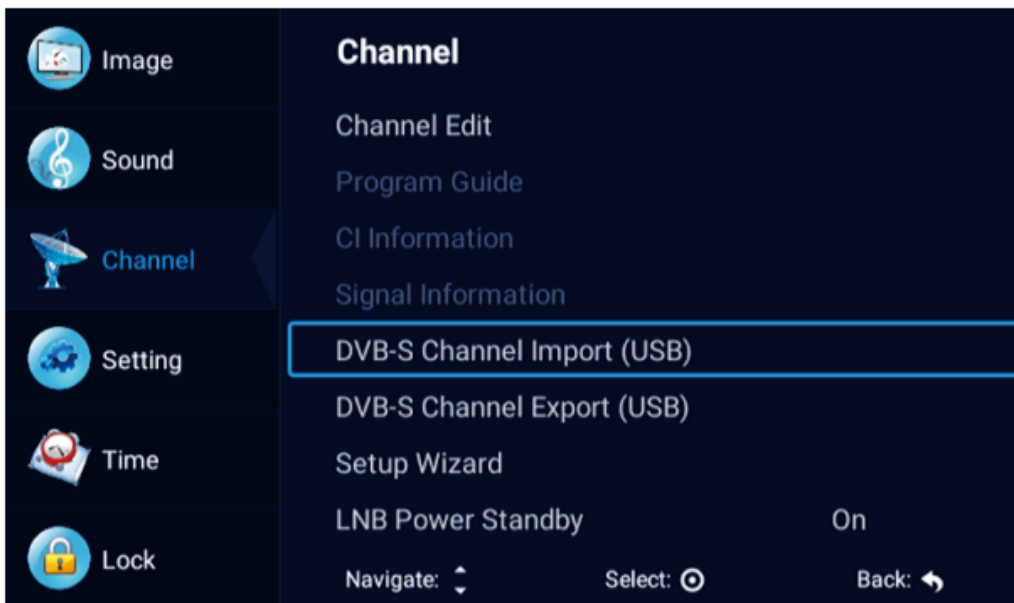 Image
Sound
Channel
Setting
Time
Lock
Channel
Channel Edit
Program Guide
CI Information
Signal Information
DVB-S Channel Import (USB)
DVB-S Channel Export (USB)
Setup Wizard
LNB Power Standby On
Navigate: Select: Back: